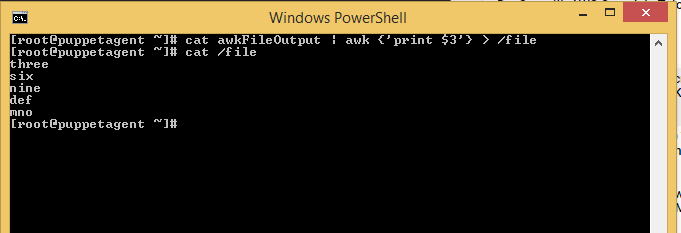 Windows PowerShell
[root@puppetagent ~]# cat awkFileOutput | awk {'print $3'} > /file
[root@puppetagent ~]# cat /file
three
six
nine
def
mno
[root@puppetagent ~]#